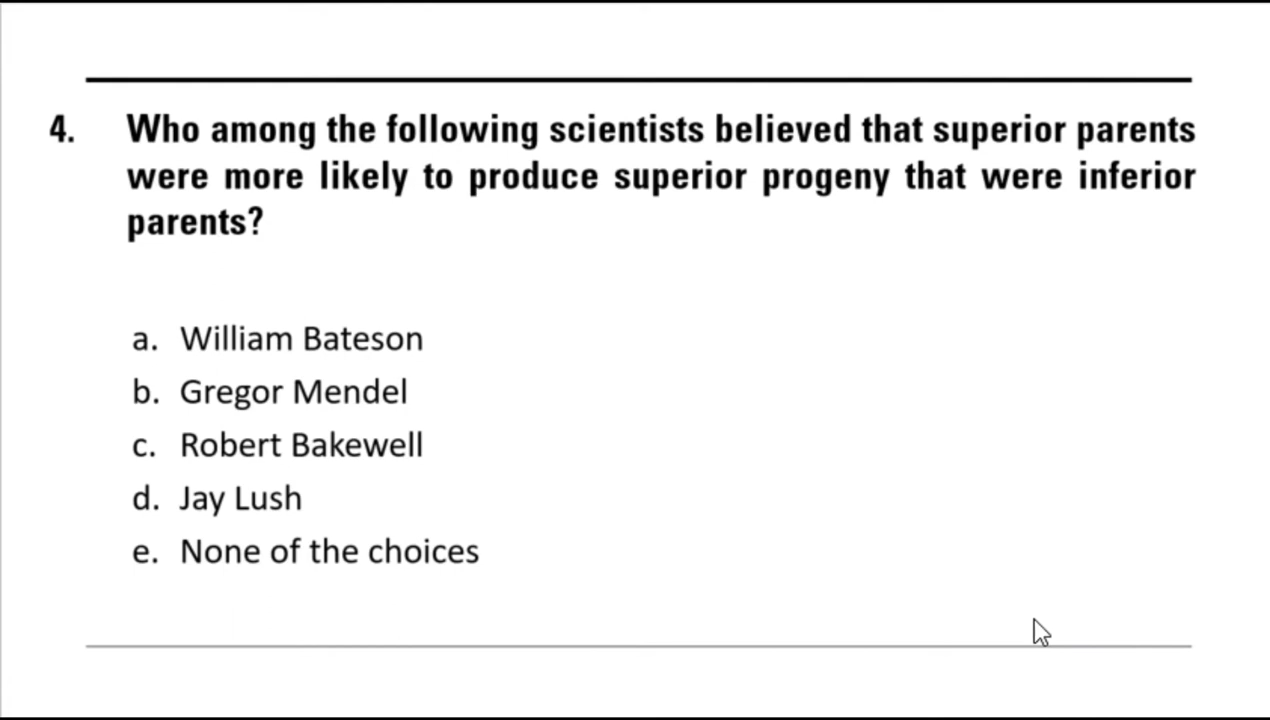 4. Who among the following scientists believed that superior parents
were more likely to produce superior progeny that were inferior
parents?
a. William Bateson
b. Gregor Mendel
c. Robert Bakewell
d. Jay Lush
e. None of the choices